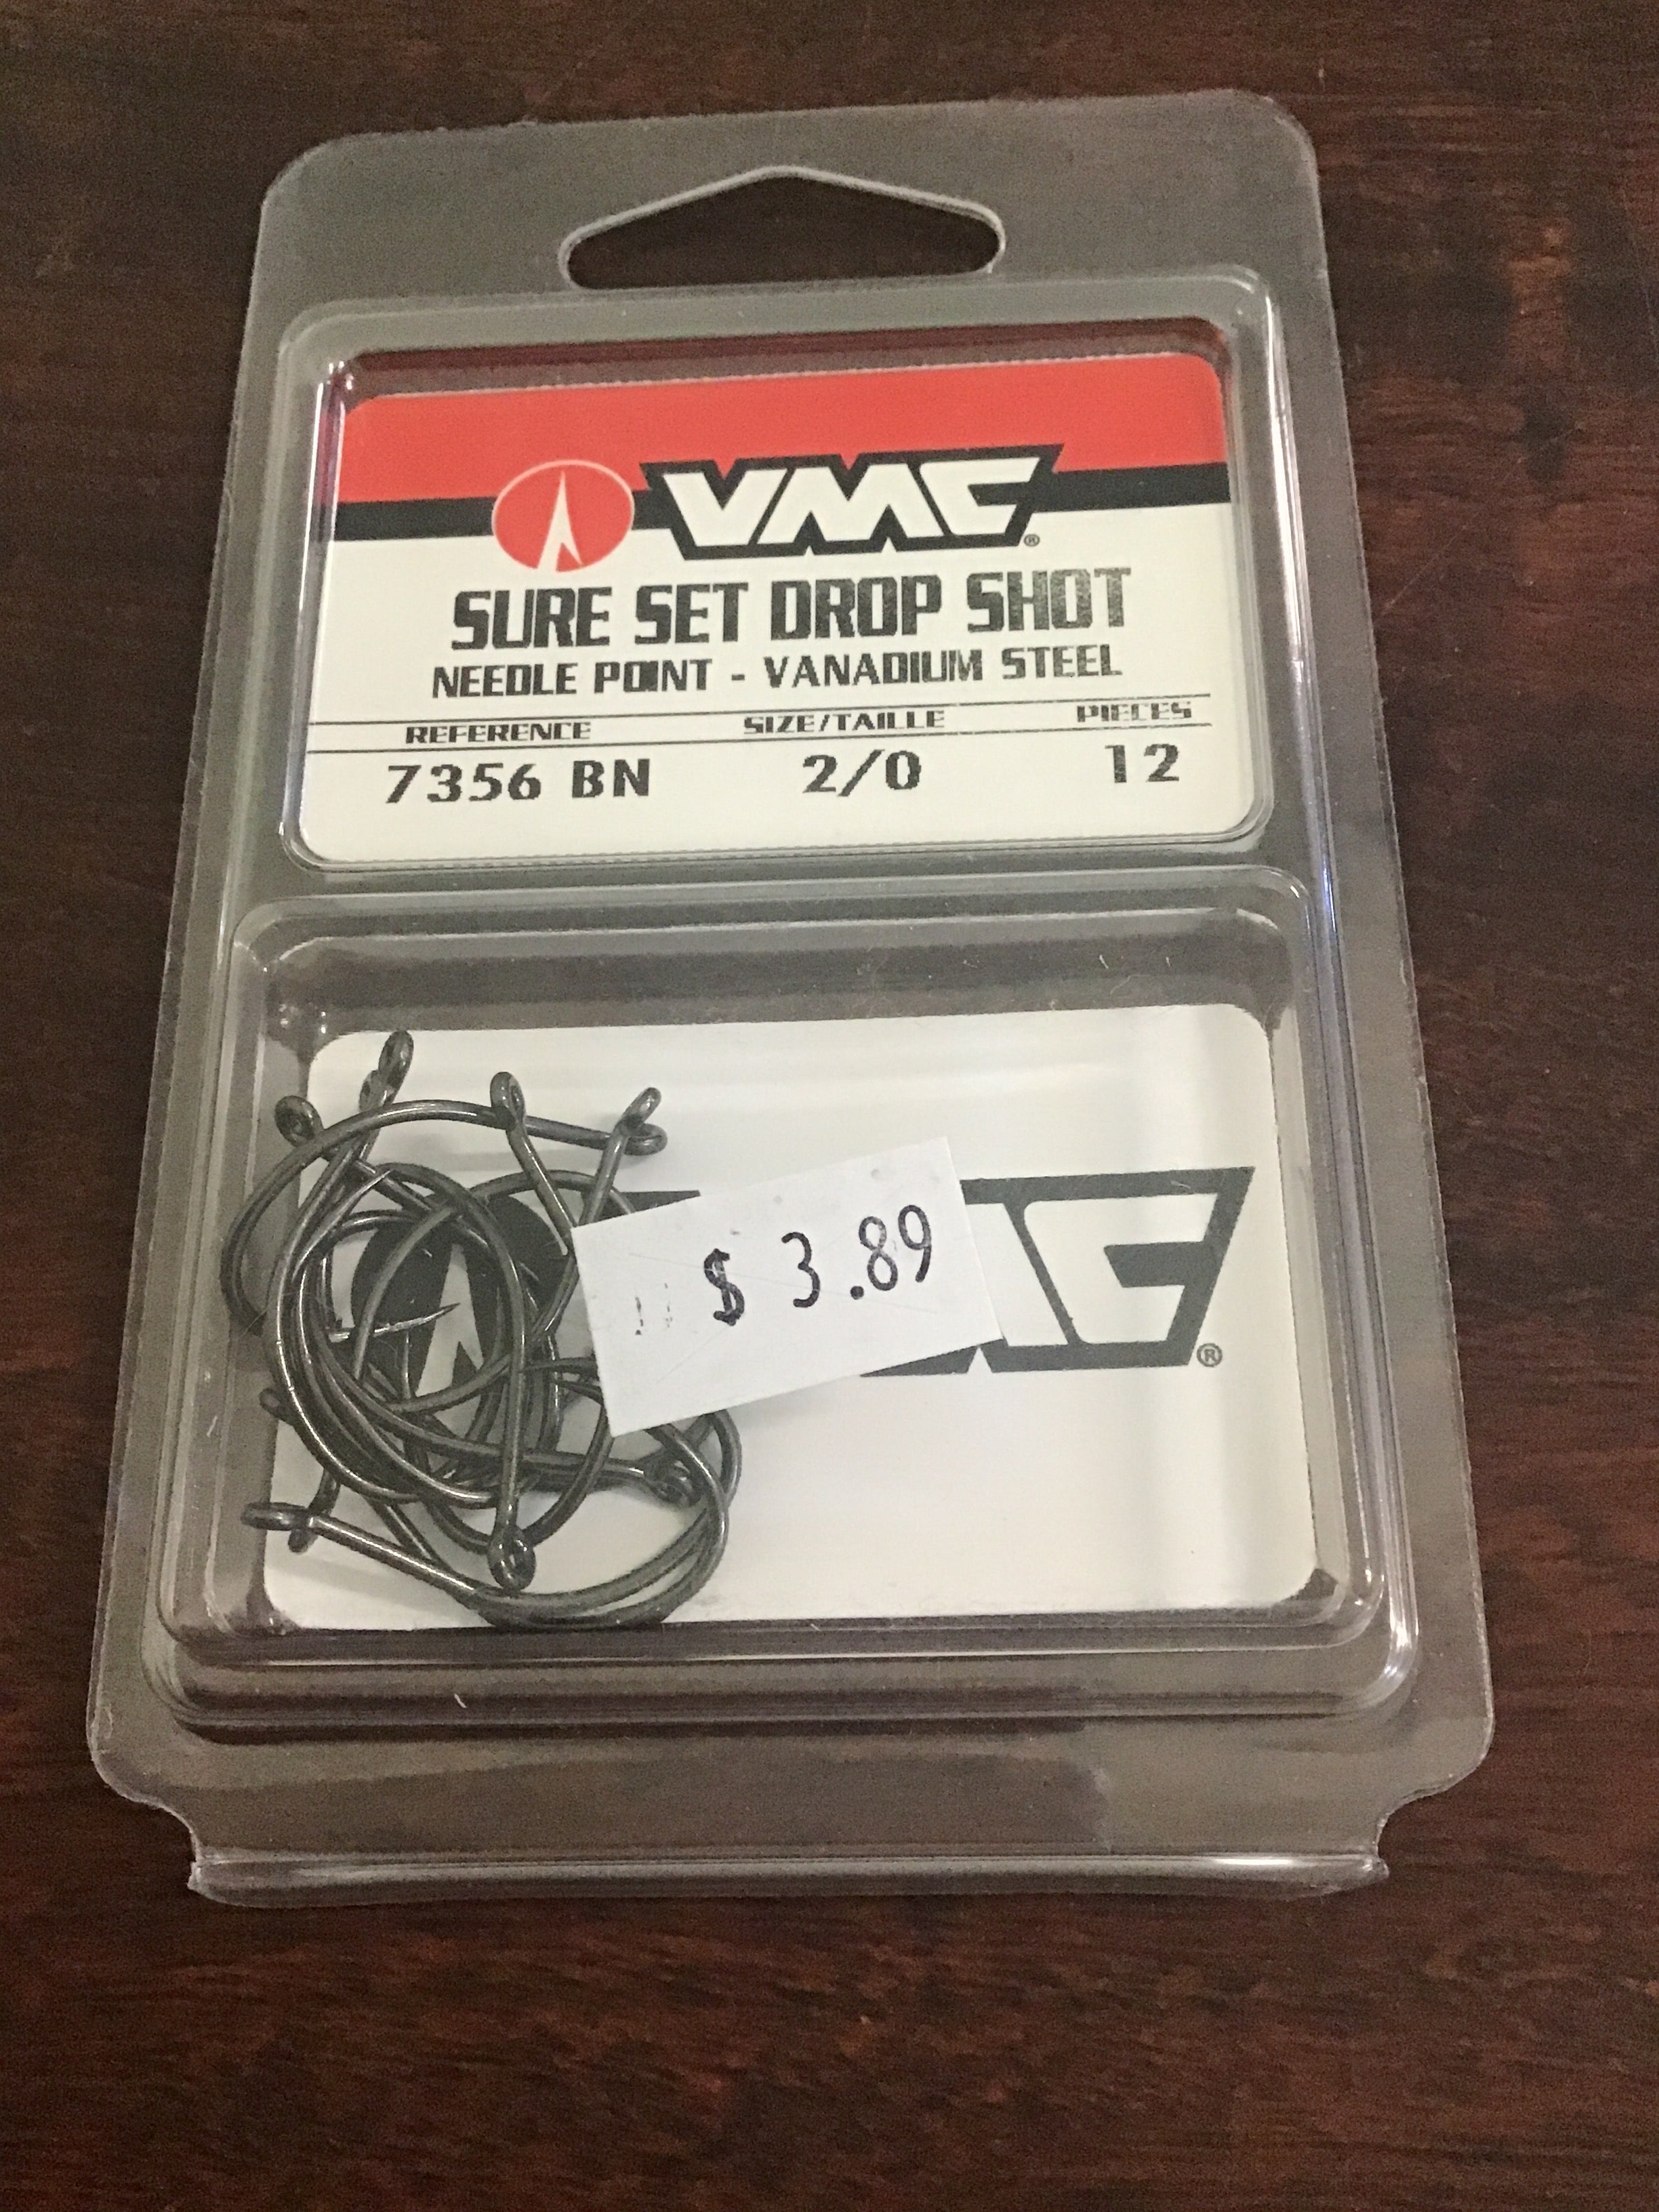 VMC®
SURE SET DROP SHOT
NEEDLE POINT - VANADIUM STEEL
REFERENCE SIZE/TAILLE PIECES
7356 BN 2/0 12
$ 3.89
C®